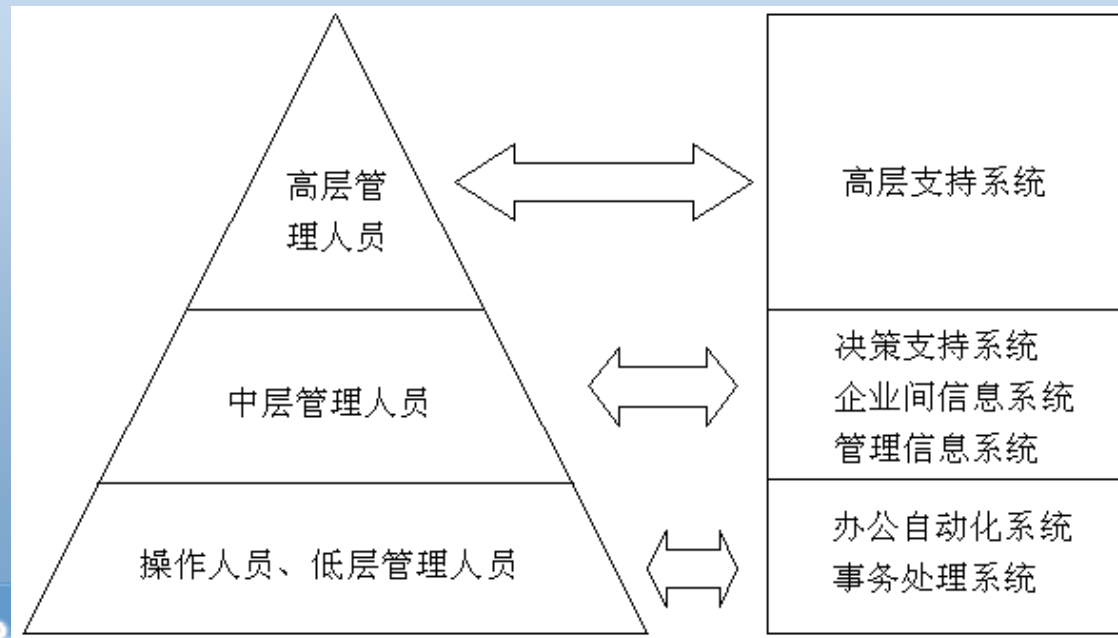 高层管
理人员
高层支持系统
中层管理人员
决策支持系统
企业间信息系统
管理信息系统
操作人员、低层管理人员
办公自动化系统
事务处理系统